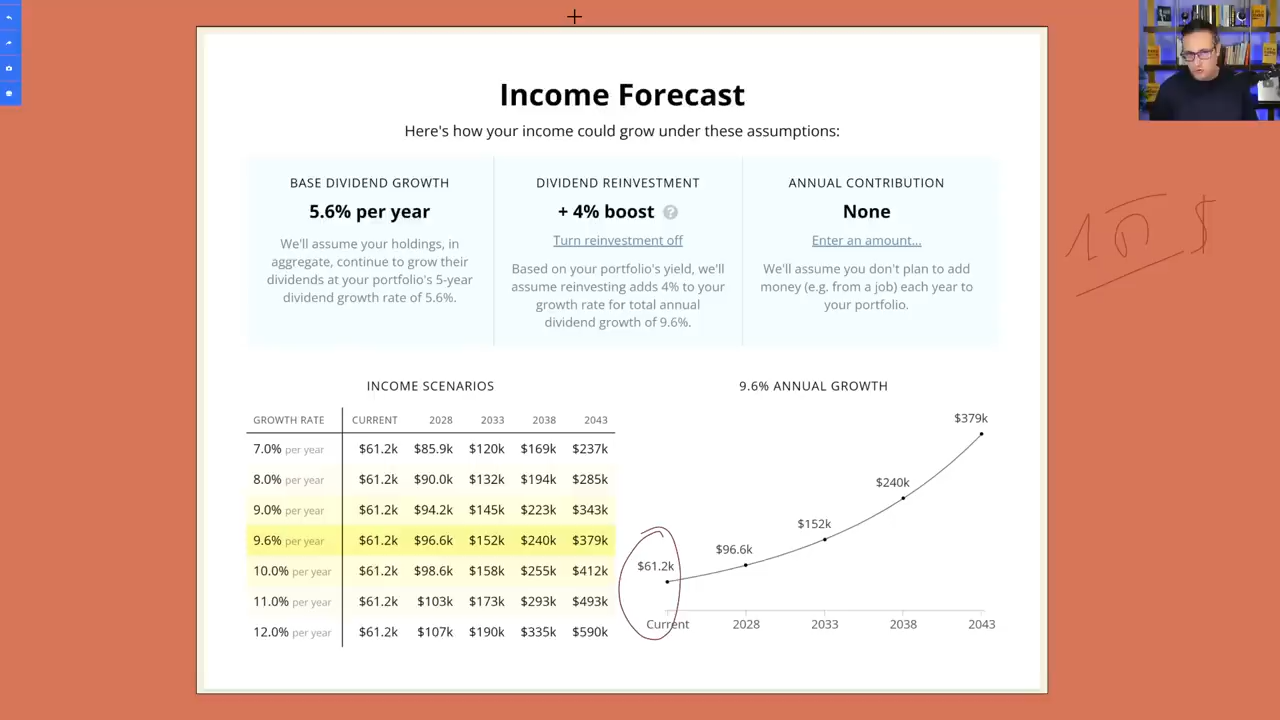 Income Forecast
Here's how your income could grow under these assumptions:
BASE DIVIDEND GROWTH
5.6% per year
We'll assume your holdings, in
aggregate, continue to grow their
dividends at your portfolio's 5-year
dividend growth rate of 5.6%.
DIVIDEND REINVESTMENT
+ 4% boost ?
Turn reinvestment off
Based on your portfolio's yield, we'll
assume reinvesting adds 4% to your
growth rate for total annual
dividend growth of 9.6%.
ANNUAL CONTRIBUTION
None
Enter an amount...
We'll assume you don't plan to add
money (e.g. from a job) each year to
your portfolio.
INCOME SCENARIOS
GROWTH RATE CURRENT 2028 2033 2038 2043
7.0% per year $61.2k $85.9k $120k $169k $237k
8.0% per year $61.2k $90.0k $132k $194k $285k
9.0% per year $61.2k $94.2k $145k $223k $343k
9.6% per year $61.2k $96.6k $152k $240k $379k
10.0% per year $61.2k $98.6k $158k $255k $412k
11.0% per year $61.2k $103k $173k $293k $493k
12.0% per year $61.2k $107k $190k $335k $590k
9.6% ANNUAL GROWTH
$379k
$240k
$152k
$96.6k
$61.2k
Current 2028 2033 2038 2043